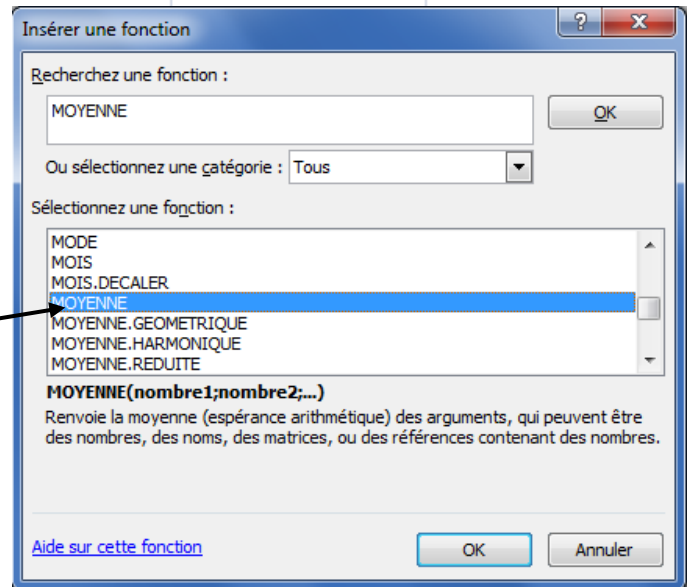 Insérer une fonction
Recherchez une fonction :
MOYENNE
OK
Ou sélectionnez une catégorie : Tous
Sélectionnez une fonction :
MODE
MOIS
MOIS.DECALER
MOYENNE
MOYENNE.GEOMETRIQUE
MOYENNE.HARMONIQUE
MOYENNE.REDUITE
MOYENNE(nombre1;nombre2;...)
Renvoie la moyenne (espérance arithmétique) des arguments, qui peuvent être
des nombres, des noms, des matrices, ou des références contenant des nombres.
Aide sur cette fonction
OK
Annuler